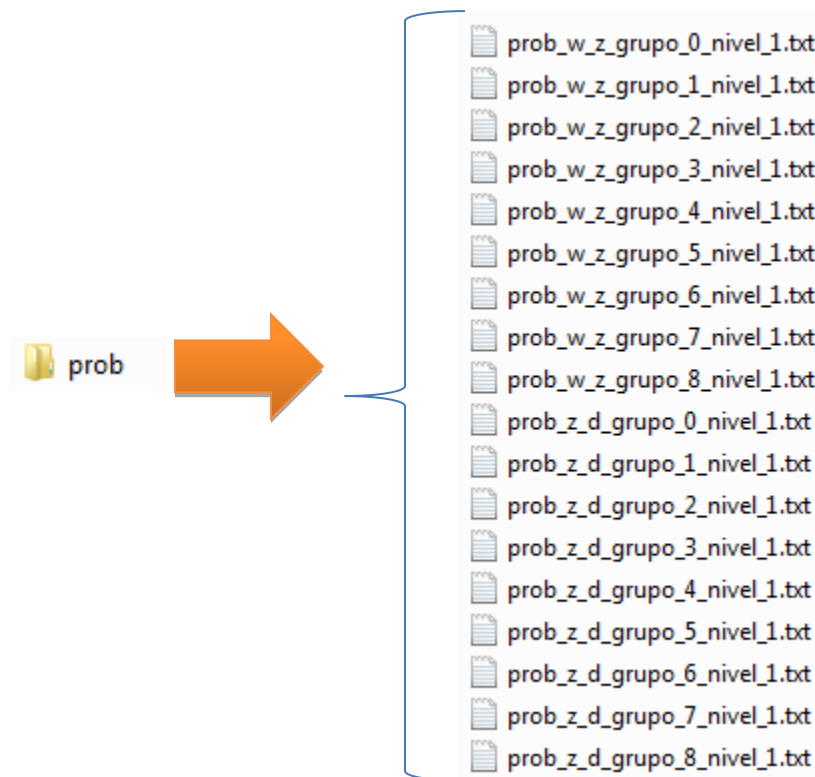 prob
prob_w_z_grupo_0_nivel_1.txt
prob_w_z_grupo_1_nivel_1.txt
prob_w_z_grupo_2_nivel_1.txt
prob_w_z_grupo_3_nivel_1.txt
prob_w_z_grupo_4_nivel_1.txt
prob_w_z_grupo_5_nivel_1.txt
prob_w_z_grupo_6_nivel_1.txt
prob_w_z_grupo_7_nivel_1.txt
prob_w_z_grupo_8_nivel_1.txt
prob_z_d_grupo_0_nivel_1.txt
prob_z_d_grupo_1_nivel_1.txt
prob_z_d_grupo_2_nivel_1.txt
prob_z_d_grupo_3_nivel_1.txt
prob_z_d_grupo_4_nivel_1.txt
prob_z_d_grupo_5_nivel_1.txt
prob_z_d_grupo_6_nivel_1.txt
prob_z_d_grupo_7_nivel_1.txt
prob_z_d_grupo_8_nivel_1.txt